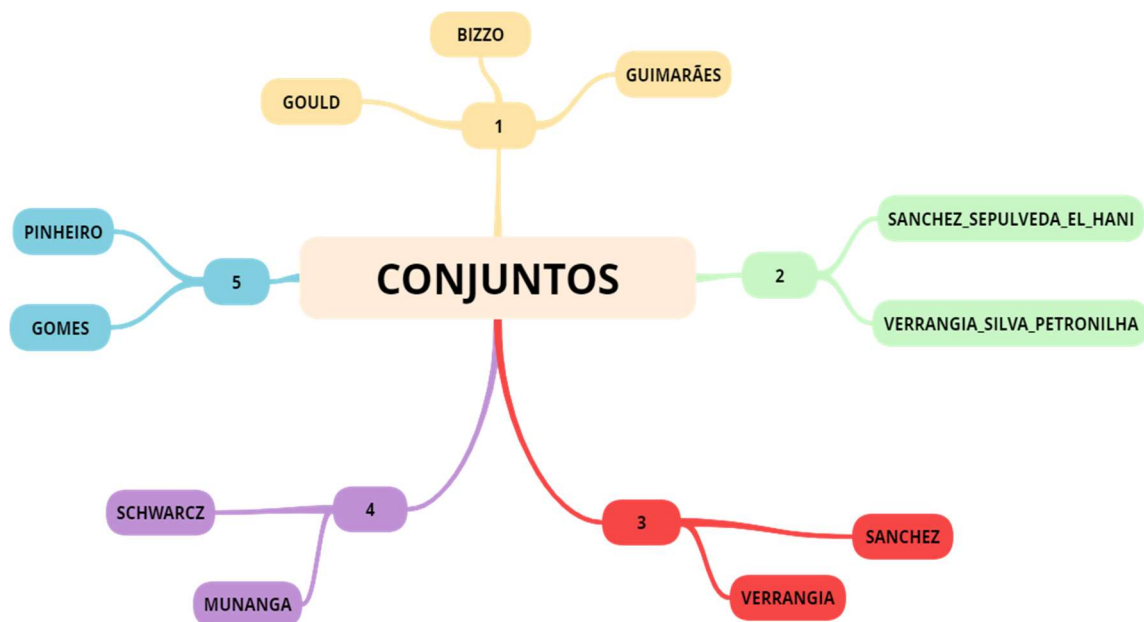 BIZZO
GUIMARÃES
GOULD
1
PINHEIRO
SANCHEZ_SEPULVEDA_EL_HANI
5
CONJUNTOS
2
GOMES
VERRANGIA_SILVA_PETRONILHA
SCHWARCZ
4
3
SANCHEZ
MUNANGA
VERRANGIA